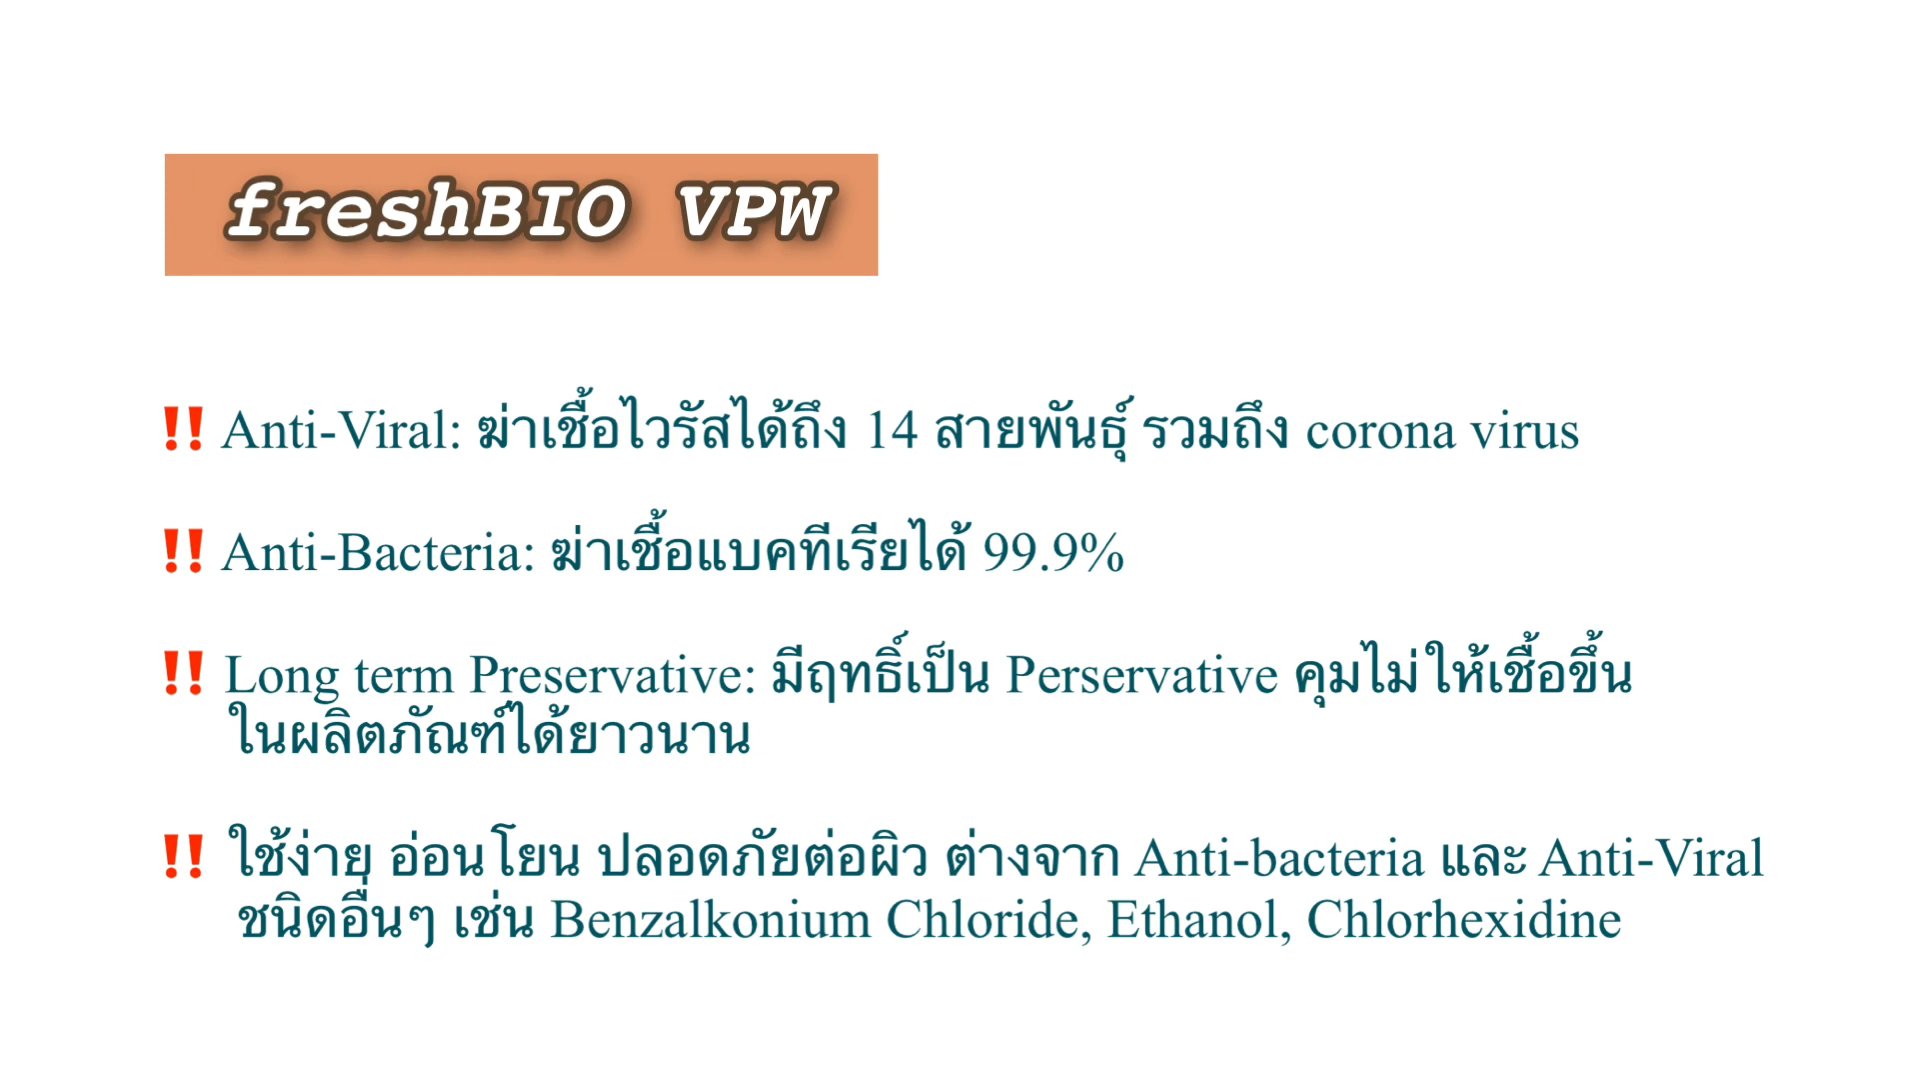 freshBIO VPW
‼ Anti-Viral: ฆ่าเชื้อไวรัสได้ถึง 14 สายพันธุ์ รวมถึง corona virus
‼ Anti-Bacteria: ฆ่าเชื้อแบคทีเรียได้ 99.9%
‼ Long term Preservative: มีฤทธิ์เป็น Perservative คุมไม่ให้เชื้อขึ้น
ในผลิตภัณฑ์ได้ยาวนาน
‼ ใช้ง่าย อ่อนโยน ปลอดภัยต่อผิว ต่างจาก Anti-bacteria และ Anti-Viral
ชนิดอื่นๆ เช่น Benzalkonium Chloride, Ethanol, Chlorhexidine